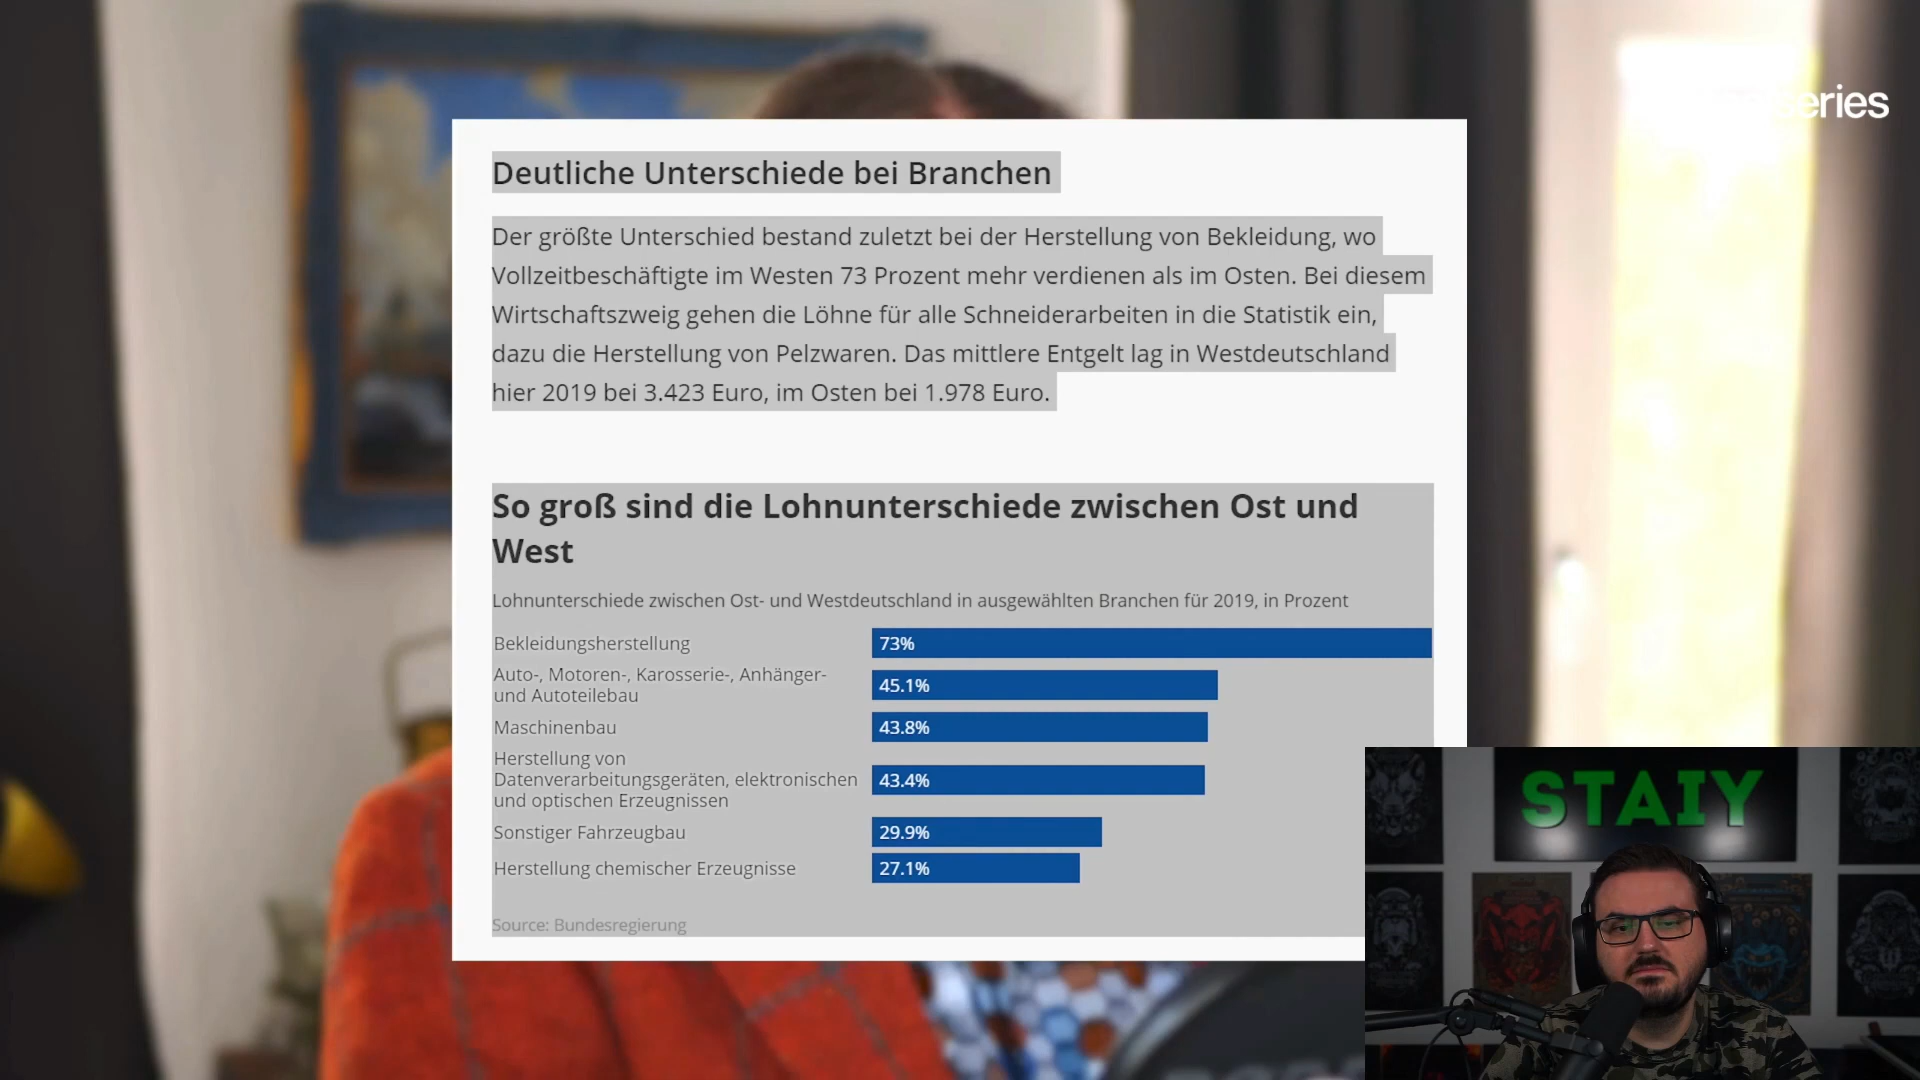 eries
Deutliche Unterschiede bei Branchen
Der größte Unterschied bestand zuletzt bei der Herstellung von Bekleidung, wo
Vollzeitbeschäftigte im Westen 73 Prozent mehr verdienen als im Osten. Bei diesem
Wirtschaftszweig gehen die Löhne für alle Schneiderarbeiten in die Statistik ein,
dazu die Herstellung von Pelzwaren. Das mittlere Entgelt lag in Westdeutschland
hier 2019 bei 3.423 Euro, im Osten bei 1.978 Euro.
So groß sind die Lohnunterschiede zwischen Ost und
West
Lohnunterschiede zwischen Ost- und Westdeutschland in ausgewählten Branchen für 2019, in Prozent
Bekleidungsherstellung 73%
Auto-, Motoren-, Karosserie-, Anhänger-
und Autoteilebau 45.1%
Maschinenbau 43.8%
Herstellung von
Datenverarbeitungsgeräten, elektronischen 43.4%
und optischen Erzeugnissen
Sonstiger Fahrzeugbau 29.9%
Herstellung chemischer Erzeugnisse 27.1%
Source: Bundesregierung
STAIY